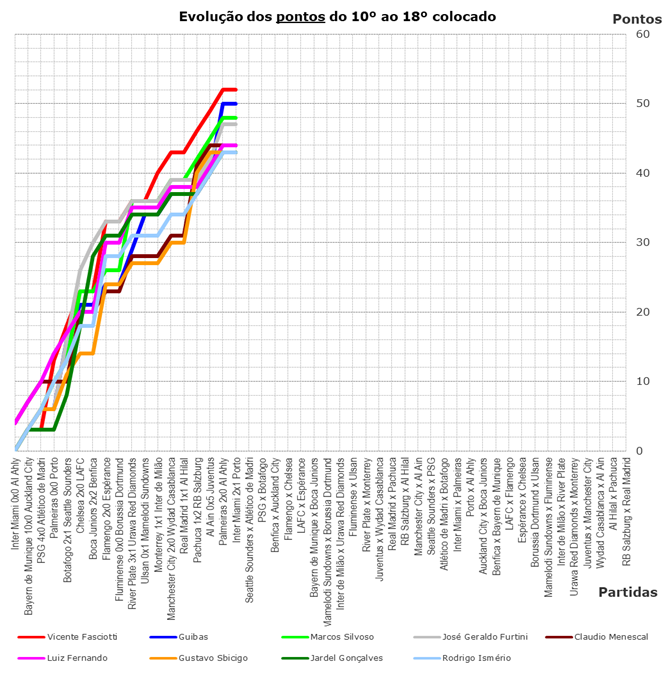 Evolução dos pontos do 10º ao 18º colocado
Pontos
60
50
40
30
20
10
0
Inter Miami 0x0 Al Ahly
Bayern de Munique 10x0 Auckland City
PSG 4x0 Atlético de Madri
Palmeiras 0x0 Porto
Botafogo 2x1 Seattle Sounders
Chelsea 2x0 LAFC
Boca Juniors 2x2 Benfica
Flamengo 2x0 Espérance
Fluminense 0x0 Borussia Dortmund
River Plate 3x1 Urawa Red Diamonds
Ulsan 0x1 Mamelodi Sundowns
Monterrey 1x1 Inter de Milão
Manchester City 2x0 Wydad Casablanca
Real Madrid 1x1 Al Hilal
Pachuca 1x2 RB Salzburg
Al Ain 0x5 Juventus
Palmeiras 2x0 Al Ahly
Inter Miami 2x1 Porto
Seattle Sounders x Atlético de Madri
PSG x Botafogo
Benfica x Auckland City
Flamengo x Chelsea
LAFC x Espérance
Bayern de Munique x Boca Juniors
Mamelodi Sundowns x Borussia Dortmund
Inter de Milão x Urawa Red Diamonds
Fluminense x Ulsan
River Plate x Monterrey
Juventus x Wydad Casablanca
Real Madrid x Pachuca
RB Salzburg x Al Hilal
Manchester City x Al Ain
Seattle Sounders x PSG
Atlético de Madri x Botafogo
Inter Miami x Palmeiras
Porto x Al Ahly
Auckland City x Boca Juniors
Benfica x Bayern de Munique
LAFC x Flamengo
Espérance x Chelsea
Borussia Dortmund x Ulsan
Mamelodi Sundowns x Fluminense
Inter de Milão x River Plate
Urawa Red Diamonds x Monterrey
Juventus x Manchester City
Wydad Casablanca x Al Ain
Al Hilal x Pachuca
RB Salzburg x Real Madrid
Partidas
Vicente Fasciotti Guibas Marcos Silvoso José Geraldo Furtini Claudio Menescal
Luiz Fernando Gustavo Sbicigo Jardel Gonçalves Rodrigo Ismério